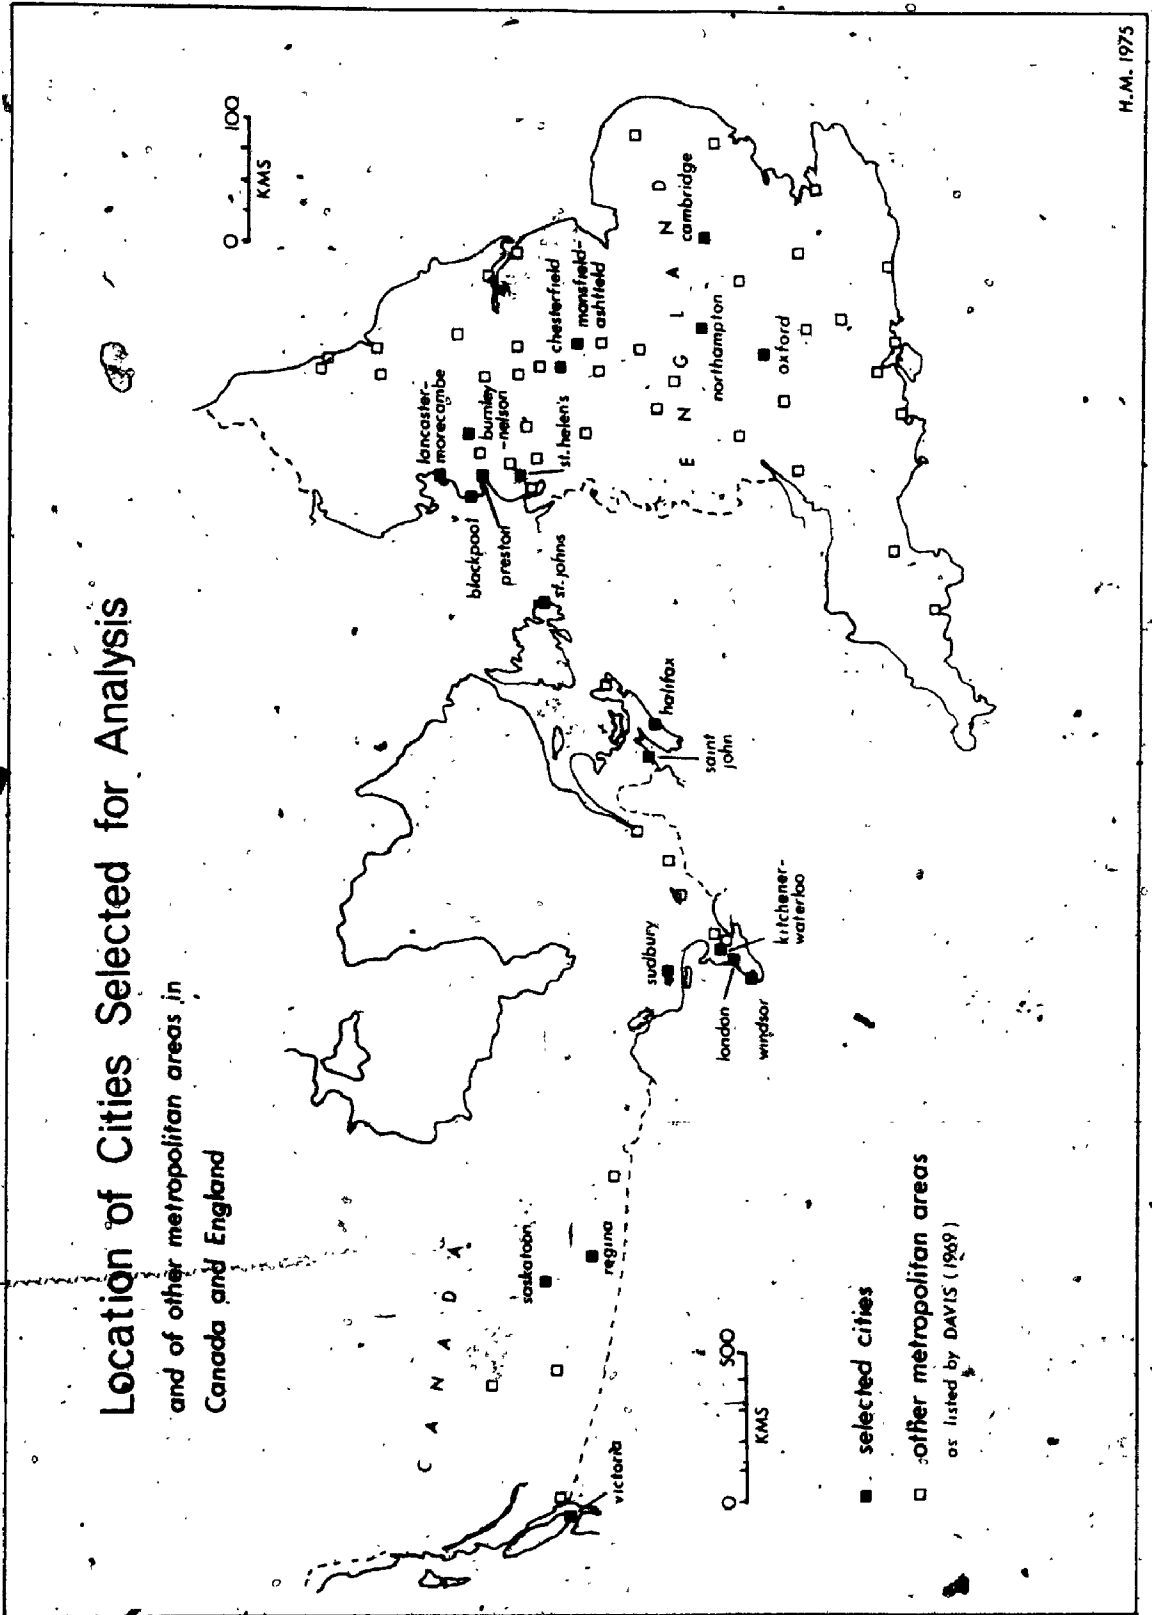 Location of Cities Selected for Analysis
and of other metropolitan areas in
Canada and England
C A N A D A
victoria
saskatoon
regina
sudbury
london
windsor
kitchener-
waterloo
saint
john
halifax
st. johns
0 500
KMS
■ selected cities
□ other metropolitan areas
as listed by DAVIS (1969)
E N G L A N D
lancaster-
morecambe
blackpool
preston
burnley
-nelson
st. helen's
chesterfield
mansfield-
ashfield
northampton
cambridge
oxford
0 100
KMS
H.M. 1975